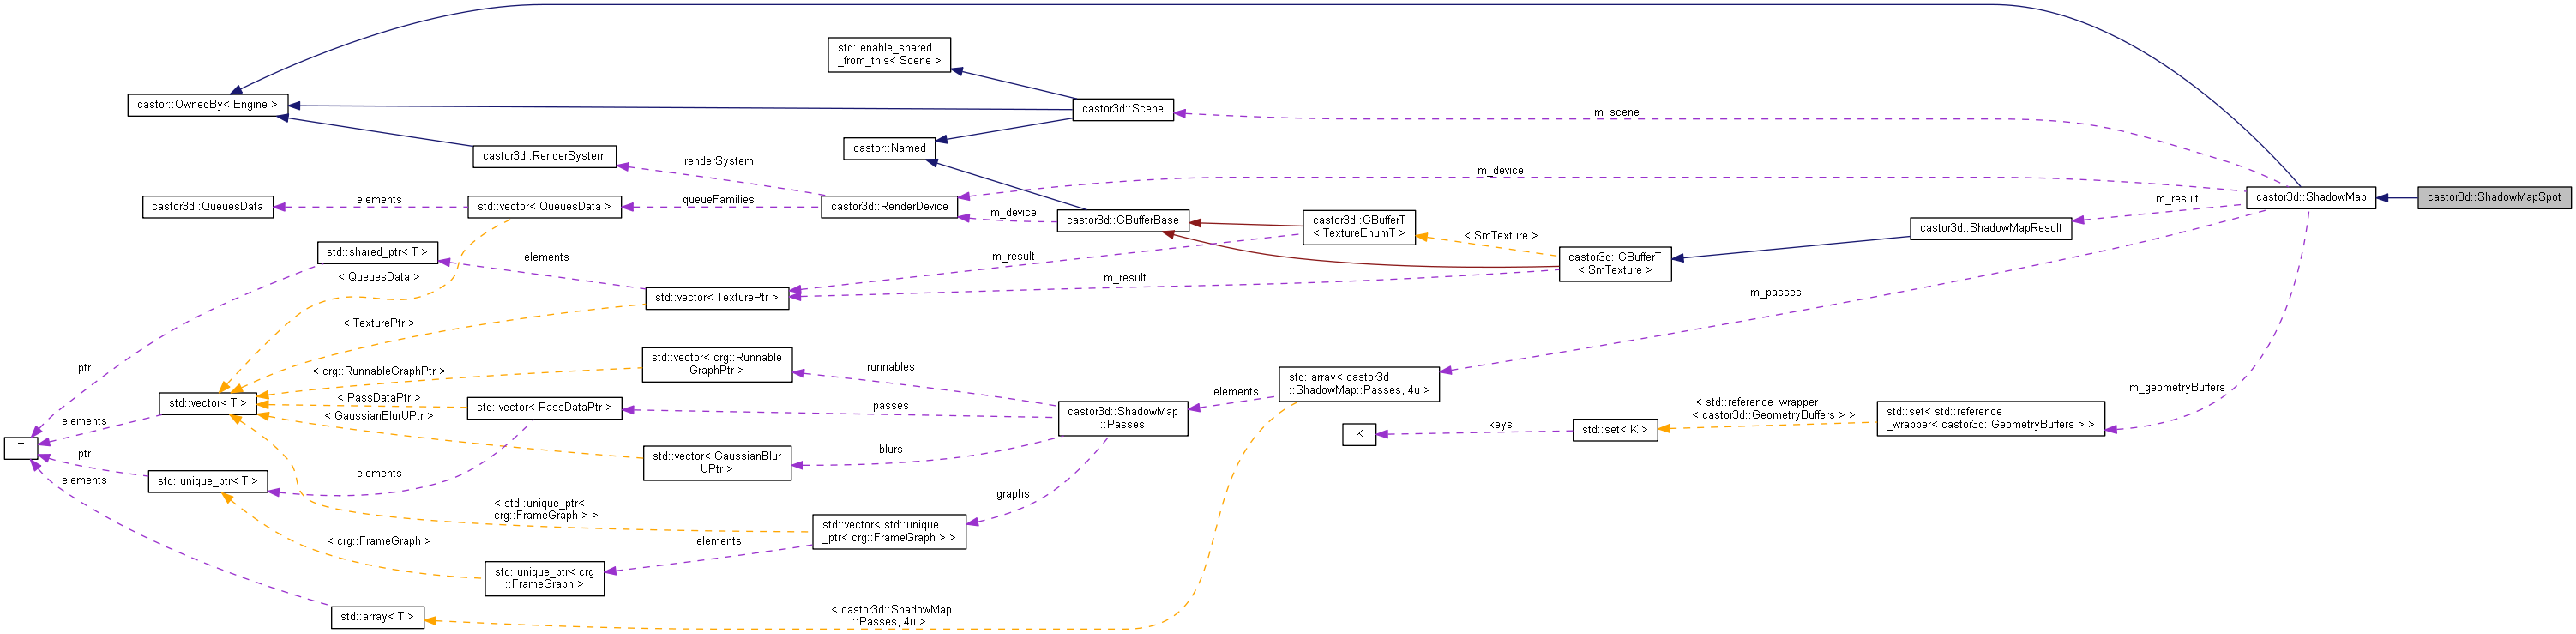 std::enable_shared
_from_this< Scene >
castor::OwnedBy< Engine >
castor3d::Scene
m_scene
castor::Named
castor3d::RenderSystem
renderSystem
m_device
castor3d::QueuesData
elements
std::vector< QueuesData >
queueFamilies
castor3d::RenderDevice
m_device
castor3d::GBufferBase
castor3d::GBufferT
< TextureEnumT >
< SmTexture >
castor3d::GBufferT
< SmTexture >
castor3d::ShadowMapResult
m_result
castor3d::ShadowMap
castor3d::ShadowMapSpot
std::shared_ptr< T >
elements
< QueuesData >
m_result
m_result
std::vector< TexturePtr >
< TexturePtr >
m_passes
ptr
< crg::RunnableGraphPtr >
std::vector< crg::Runnable
GraphPtr >
runnables
std::array< castor3d
::ShadowMap::Passes, 4u >
elements
m_geometryBuffers
std::vector< T >
< PassDataPtr >
std::vector< PassDataPtr >
passes
castor3d::ShadowMap
::Passes
< GaussianBlurUPtr >
elements
T
K
keys
std::set< K >
< std::reference_wrapper
< castor3d::GeometryBuffers > >
std::set< std::reference
_wrapper< castor3d::GeometryBuffers > >
ptr
std::vector< GaussianBlur
UPtr >
blurs
elements
elements
std::unique_ptr< T >
graphs
< std::unique_ptr<
crg::FrameGraph > >
std::vector< std::unique
_ptr< crg::FrameGraph > >
< crg::FrameGraph >
elements
std::unique_ptr< crg
::FrameGraph >
std::array< T >
< castor3d::ShadowMap
::Passes, 4u >